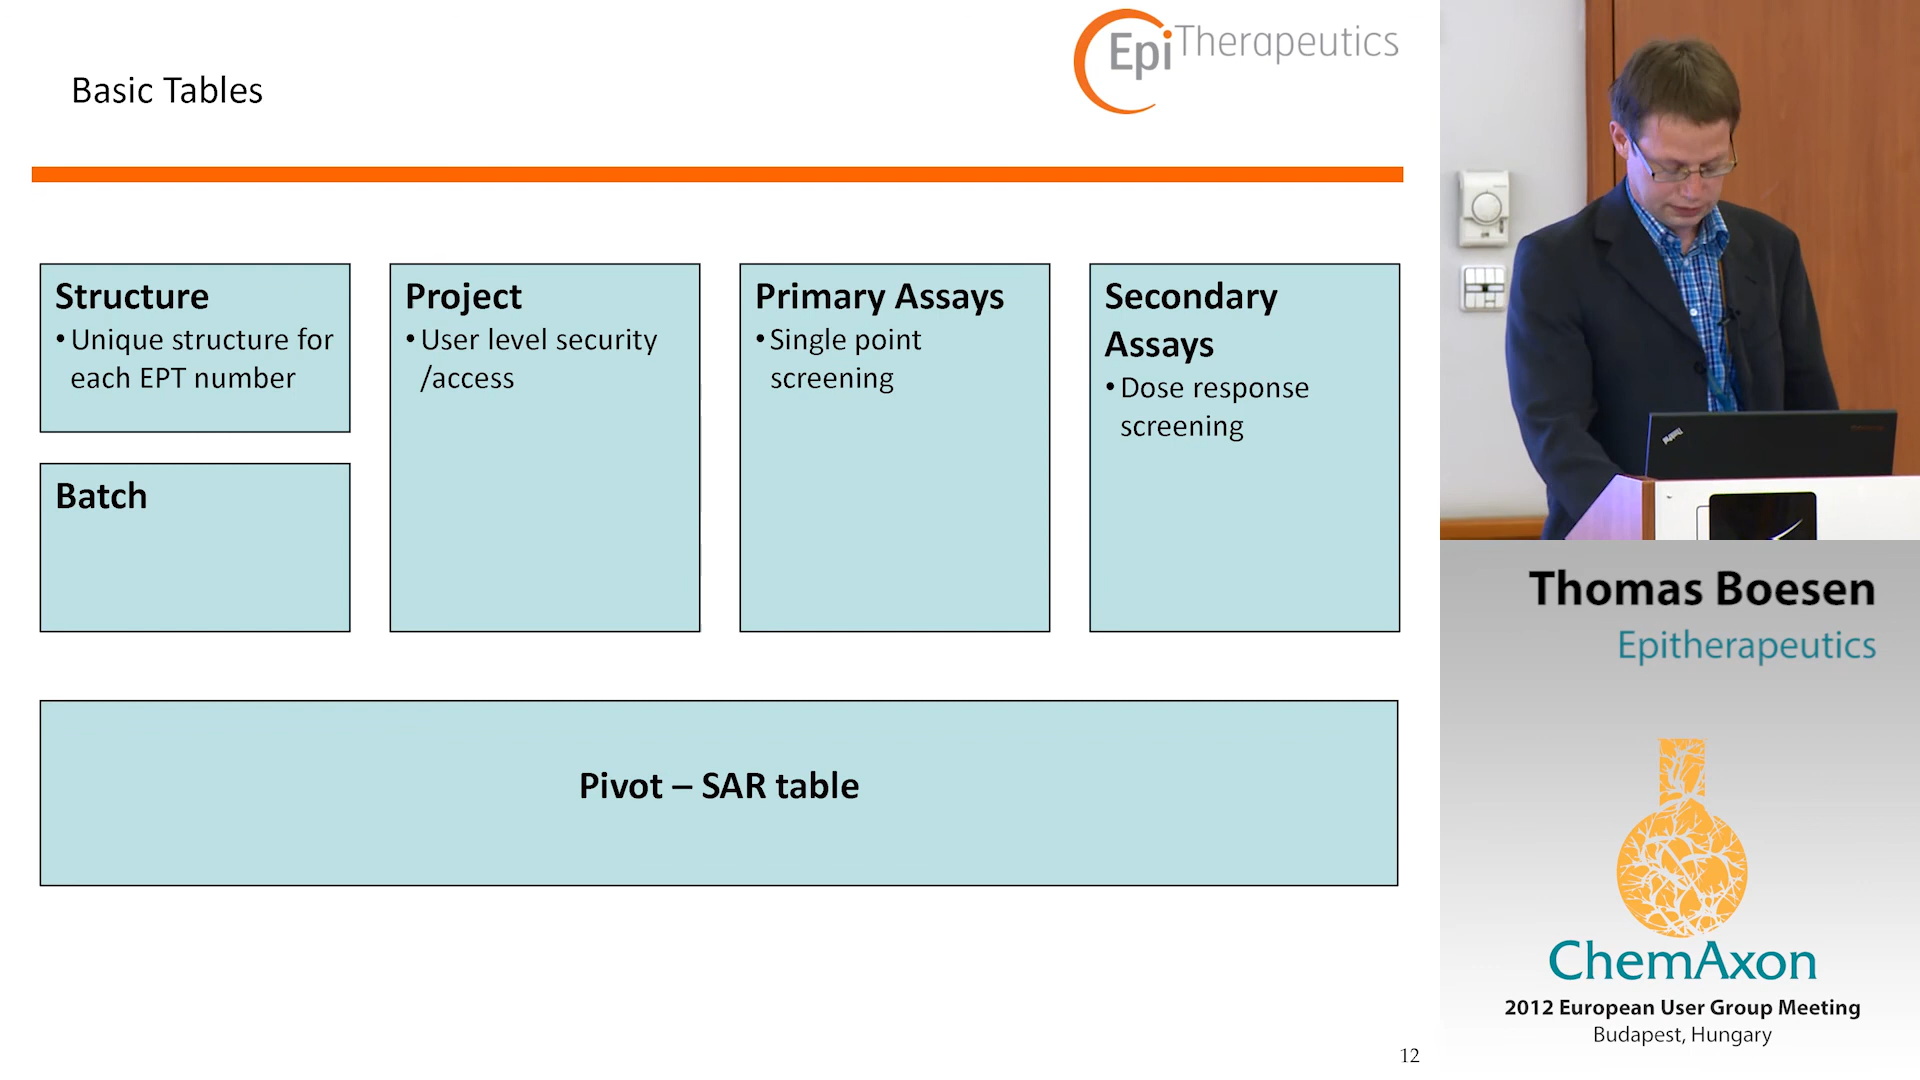 Basic Tables
EpiTherapeutics
Structure
• Unique structure for
each EPT number
Batch
Project
• User level security
/access
Primary Assays
• Single point
screening
Secondary
Assays
• Dose response
screening
Pivot – SAR table
12
ThinkPad
Thomas Boesen
Epitherapeutics
ChemAxon
2012 European User Group Meeting
Budapest, Hungary